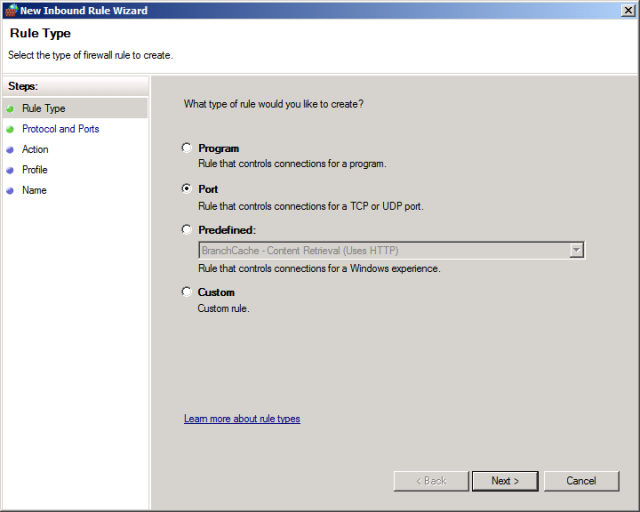 New Inbound Rule Wizard
Rule Type
Select the type of firewall rule to create.
Steps:
Rule Type
Protocol and Ports
Action
Profile
Name
What type of rule would you like to create?
Program
Rule that controls connections for a program.
Port
Rule that controls connections for a TCP or UDP port.
Predefined:
BranchCache - Content Retrieval (Uses HTTP)
Rule that controls connections for a Windows experience.
Custom
Custom rule.
Learn more about rule types
< Back
Next >
Cancel